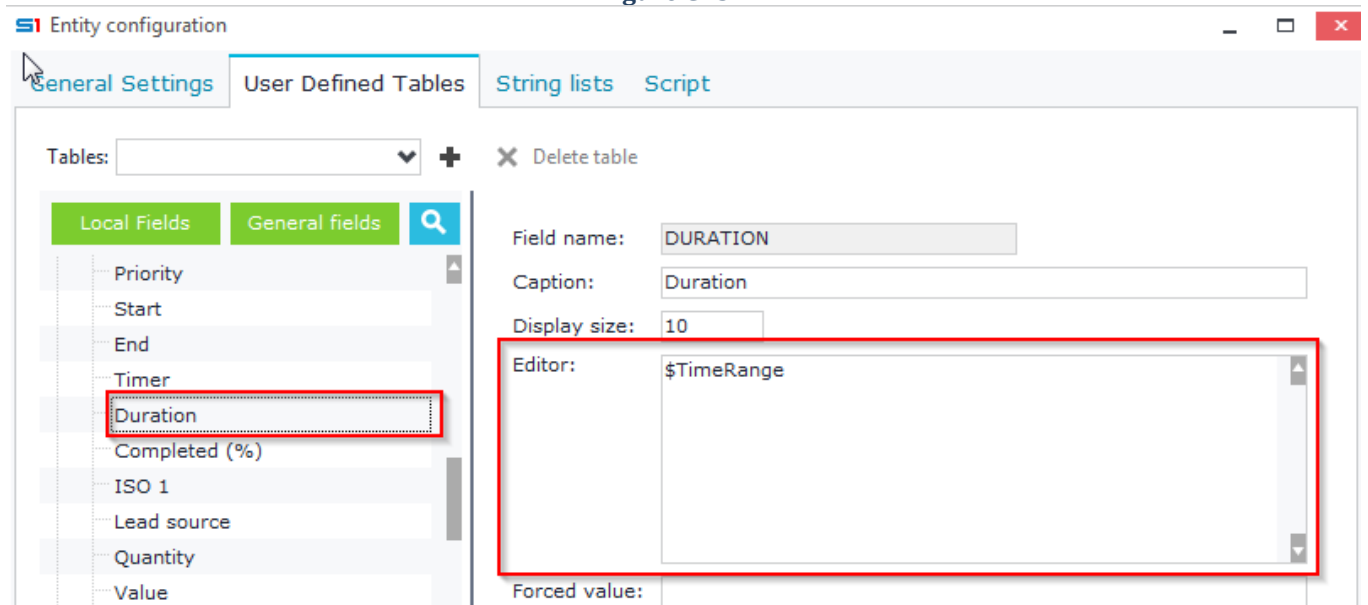 S1 Entity configuration
General Settings User Defined Tables String lists Script
Tables: Delete table
Local Fields General fields
Priority
Start
End
Timer
Duration
Completed (%)
ISO 1
Lead source
Quantity
Value
Field name: DURATION
Caption: Duration
Display size: 10
Editor: $TimeRange
Forced value: